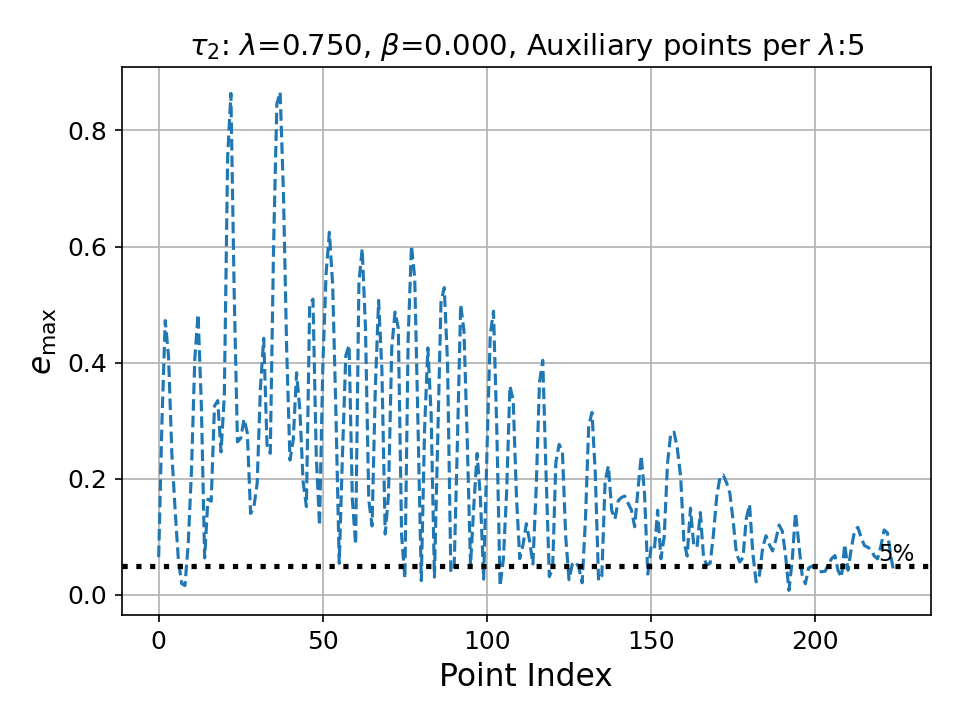 τ₂: λ=0.750, β=0.000, Auxiliary points per λ:5
0.8
0.6
0.4
0.2
0.0
e_max
5%
0 50 100 150 200
Point Index